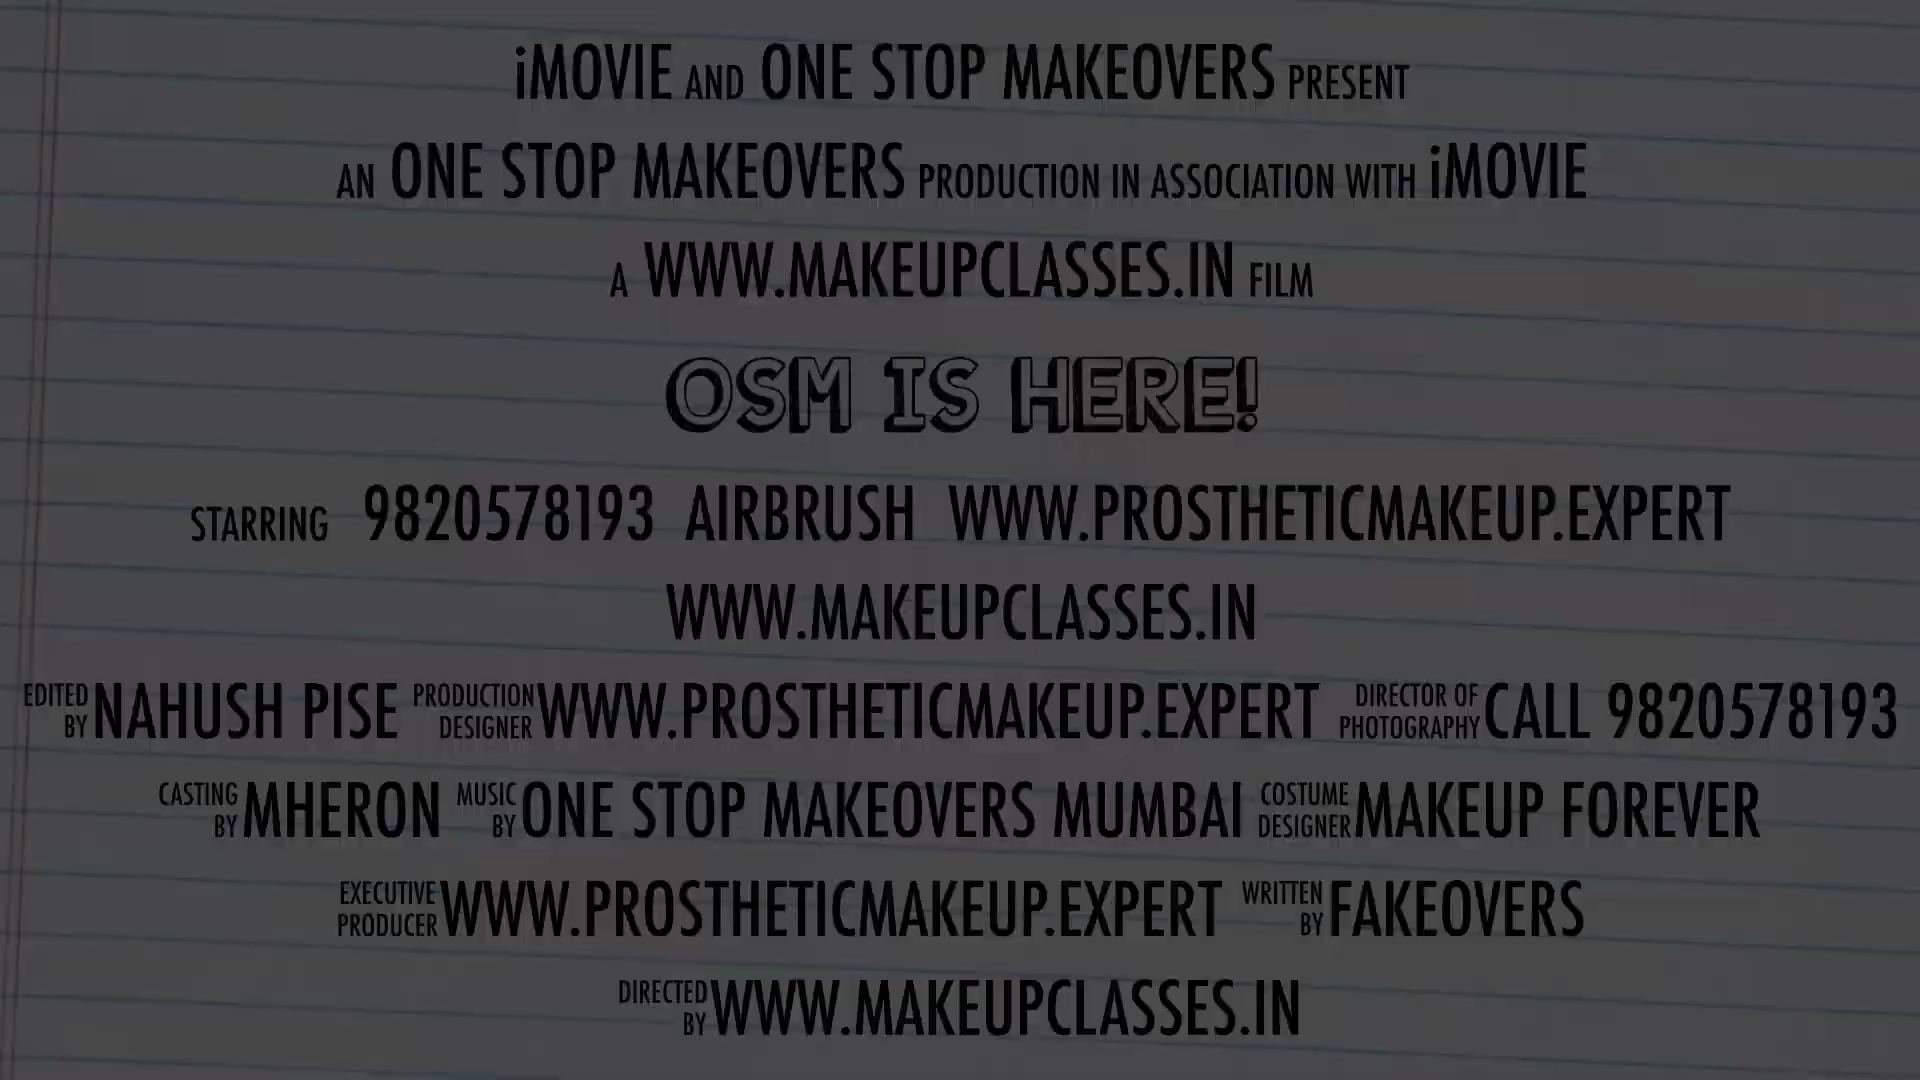 iMOVIE AND ONE STOP MAKEOVERS PRESENT
AN ONE STOP MAKEOVERS PRODUCTION IN ASSOCIATION WITH iMOVIE
A WWW.MAKEUPCLASSES.IN FILM
OSM IS HERE!
STARRING 9820578193 AIRBRUSH WWW.PROSTHETICMAKEUP.EXPERT
WWW.MAKEUPCLASSES.IN
EDITED BY NAHUSH PISE PRODUCTION DESIGNER WWW.PROSTHETICMAKEUP.EXPERT DIRECTOR OF PHOTOGRAPHY CALL 9820578193
CASTING BY MHERON MUSIC BY ONE STOP MAKEOVERS MUMBAI COSTUME DESIGNER MAKEUP FOREVER
EXECUTIVE PRODUCER WWW.PROSTHETICMAKEUP.EXPERT WRITTEN BY FAKEOVERS
DIRECTED BY WWW.MAKEUPCLASSES.IN